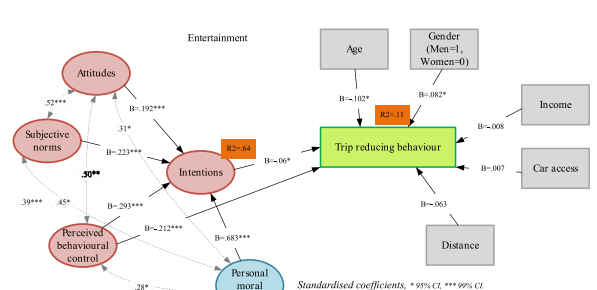 Entertainment
Attitudes
Age
Gender
(Men=1,
Women=0)
Income
Car access
Distance
Subjective
norms
Intentions
Trip reducing behaviour
Perceived
behavioural
control
Personal
moral
R2=.64
R2=.11
B=.192***
B=.223***
B=.293***
B=-.212***
B=.683***
B=-.06*
B=-.102*
B=.082*
B=-.008
B=.007
B=-.063
.52***
.31*
.50**
.39***
.45*
.28*
Standardised coefficients, * 95% CI, *** 99% CI.